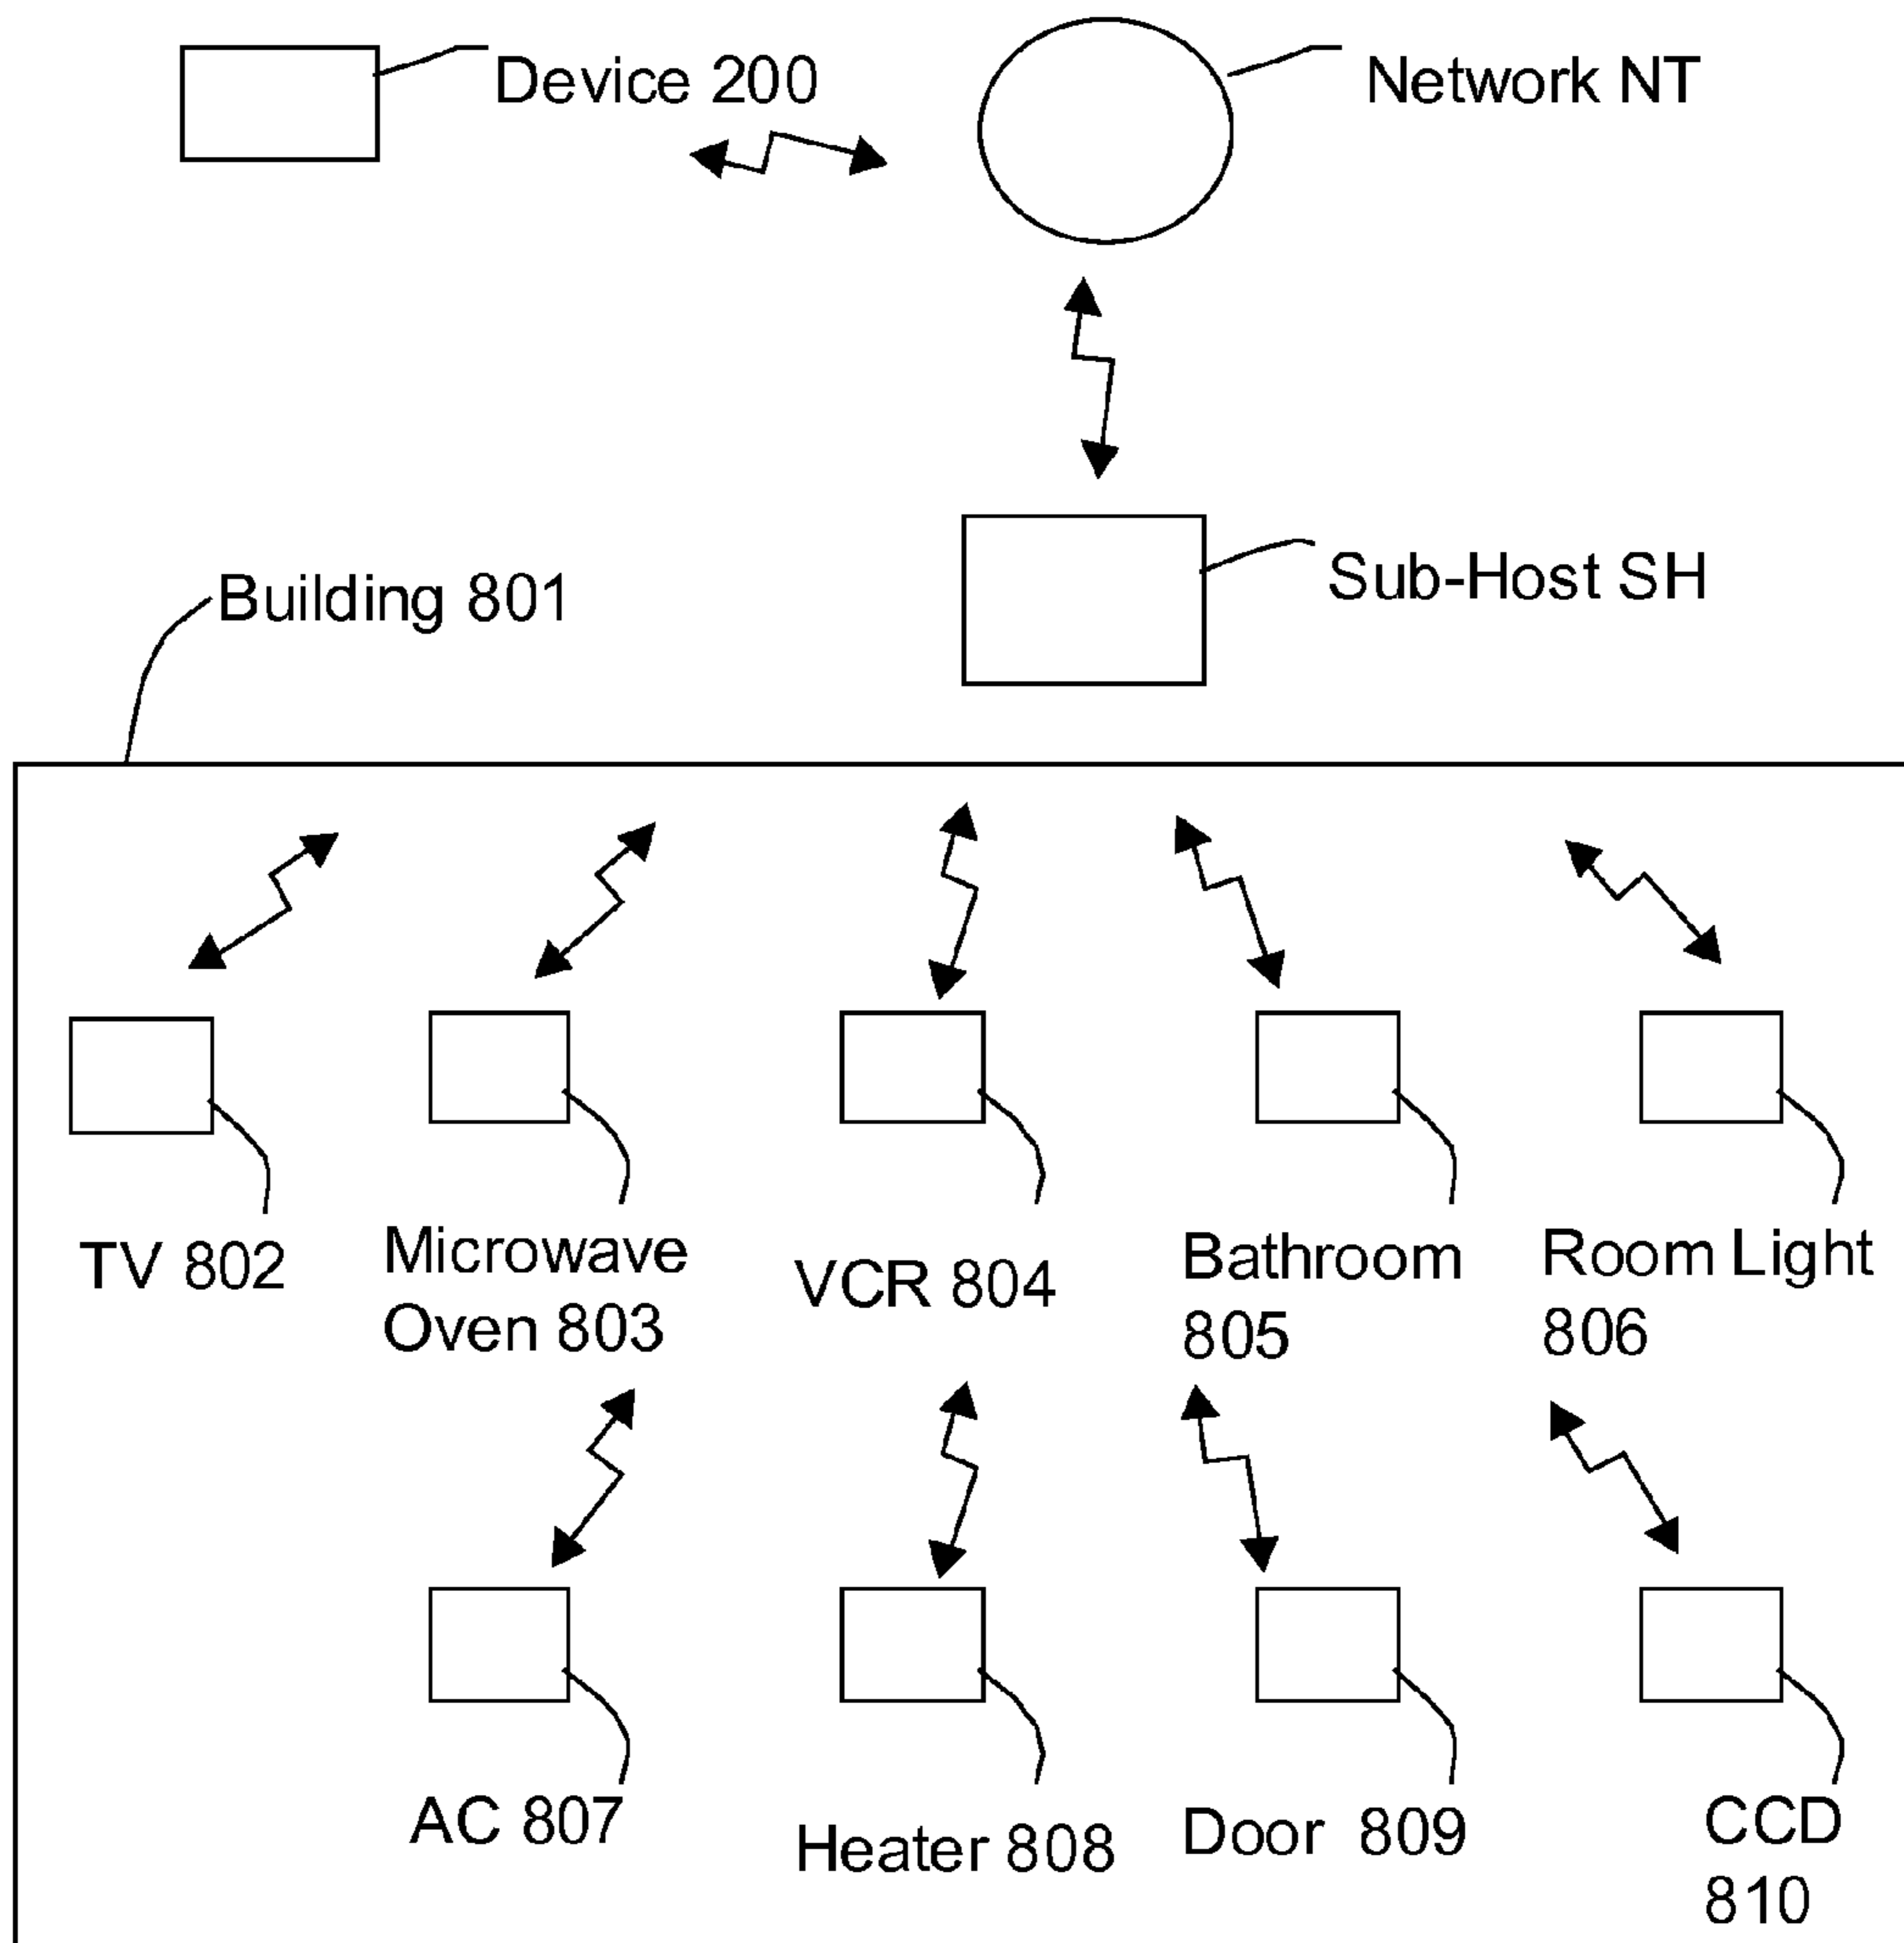 Device 200
Network NT
Sub-Host SH
Building 801
TV 802
Microwave
Oven 803
VCR 804
Bathroom
805
Room Light
806
AC 807
Heater 808
Door 809
CCD
810